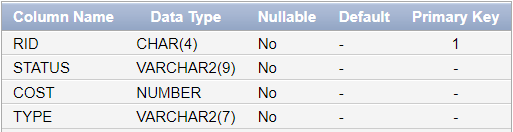 Column Name Data Type Nullable Default Primary Key
RID CHAR(4) No - 1
STATUS VARCHAR2(9) No - -
COST NUMBER No - -
TYPE VARCHAR2(7) No - -